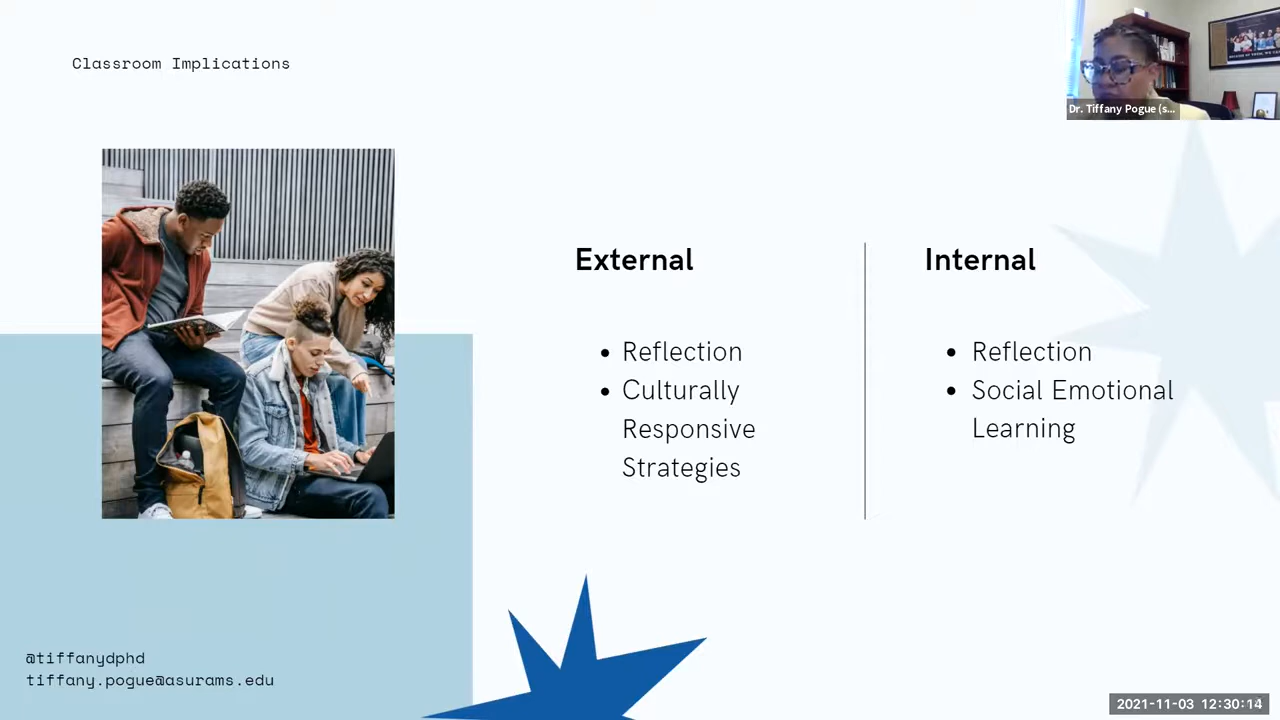 Classroom Implications
Dr. Tiffany Pogue (s...
External
Internal
• Reflection
• Culturally
Responsive
Strategies
• Reflection
• Social Emotional
Learning
@tiffanydphd
tiffany.pogue@asurams.edu
2021-11-03 12:30:14